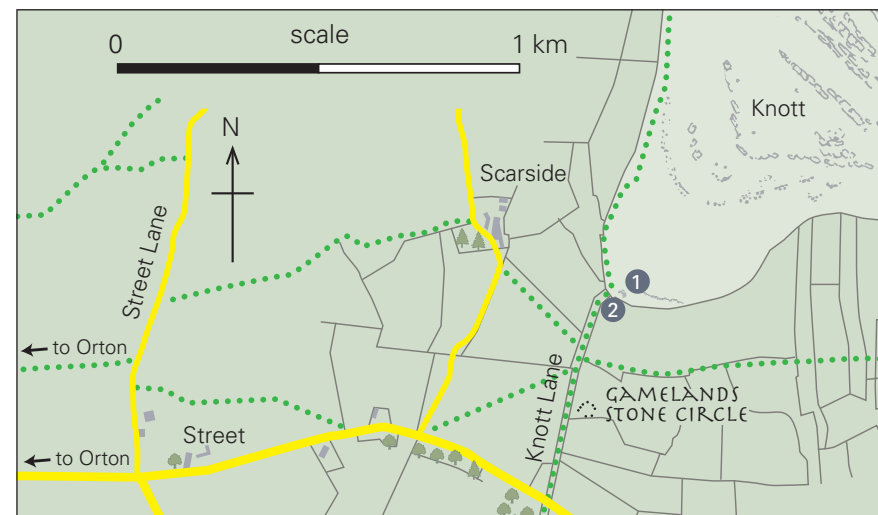 0
scale
1 km
N
Knott
Scarside
Street Lane
1
2
to Orton
Knott Lane
GAMELANDS
STONE CIRCLE
Street
to Orton